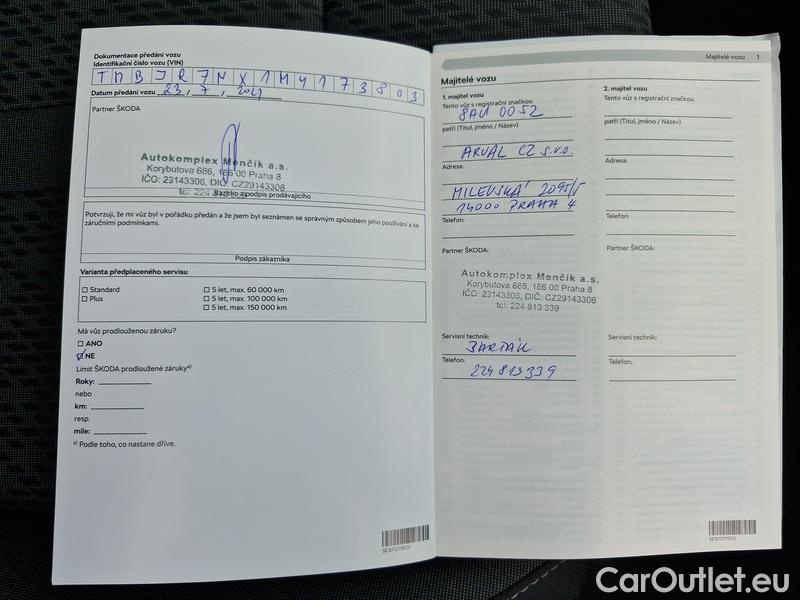 Dokumentace předání vozu
Identifikační číslo vozu (VIN)
TMBJR7NX1MY173803
Datum předání vozu 23, 7, 2021
Partner ŠKODA
Autokomplex Menčík a.s.
Korybutova 686, 186 00 Praha 8
IČO: 29143306, DIČ: CZ29143306
tel: 224 813
Razítko a podpis prodávajícího
Potvrzuji, že mi vůz byl v pořádku předán a že jsem byl seznámen se správným způsobem jeho používání a se
záručními podmínkami.
Podpis zákazníka
Varianta předplaceného servisu
Standard
Plus
5 let, max. 60 000 km
5 let, max. 100 000 km
5 let, max. 150 000 km
Má vůz prodlouženou záruku?
ANO
NE
Limit ŠKODA prodloužené záruky a)
Roky:
nebo
km:
resp.
míle:
a) Podle toho, co nastane dříve.
5E3012715CD
Majitelé vozu 1
Majitelé vozu
1. majitel vozu
Tento vůz s registrační značkou
8AU 0052
patří (Titul, jméno / Název)
ARVAL CZ s.r.o.
Adresa:
MILEVSKÁ 2095/5
14000 PRAHA 4
Telefon:
Partner ŠKODA:
Autokomplex Menčík a.s.
Korybutova 686, 186 00 Praha 8
IČO: 29143306, DIČ: CZ29143306
tel: 224 813 339
Servisní technik:
BARTÁK
Telefon:
224813339
2. majitel vozu
Tento vůz s registrační značkou
patří (Titul, jméno / Název)
Adresa:
Telefon:
Partner ŠKODA:
Servisní technik:
Telefon:
5E3012715CD
CarOutlet.eu